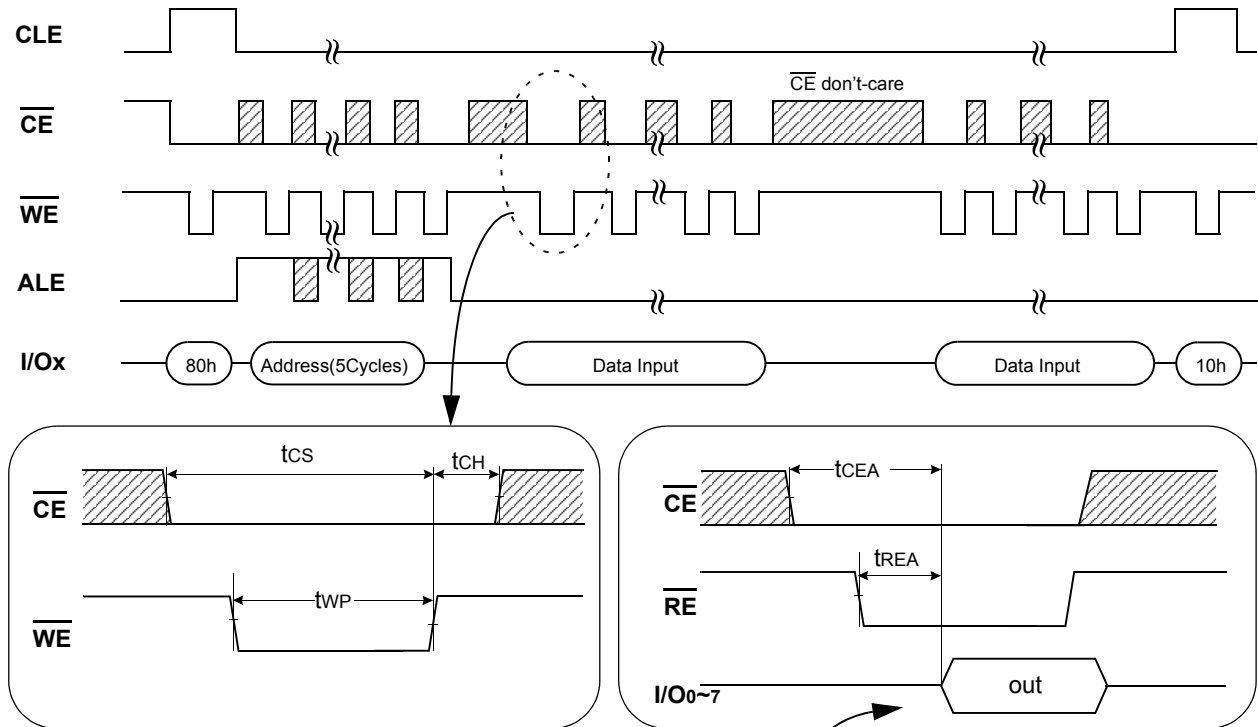 CLE
CE don't-care
CE
WE
ALE
I/Ox 80h Address(5Cycles) Data Input Data Input 10h
tCS tCH
CE
tWP
WE
tCEA
CE
tREA
RE
I/O0~7 out